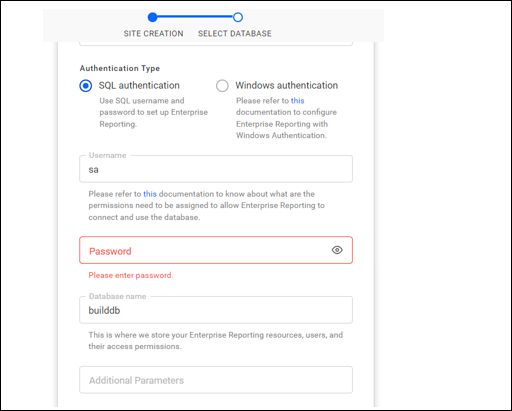 SITE CREATION SELECT DATABASE
Authentication Type
SQL authentication
Use SQL username and
password to set up Enterprise
Reporting.
Windows authentication
Please refer to this
documentation to configure
Enterprise Reporting with
Windows Authentication.
Username
sa
Please refer to this documentation to know about what are the
permissions need to be assigned to allow Enterprise Reporting to
connect and use the database.
Password
Please enter password.
Database name
builddb
This is where we store your Enterprise Reporting resources, users, and
their access permissions.
Additional Parameters